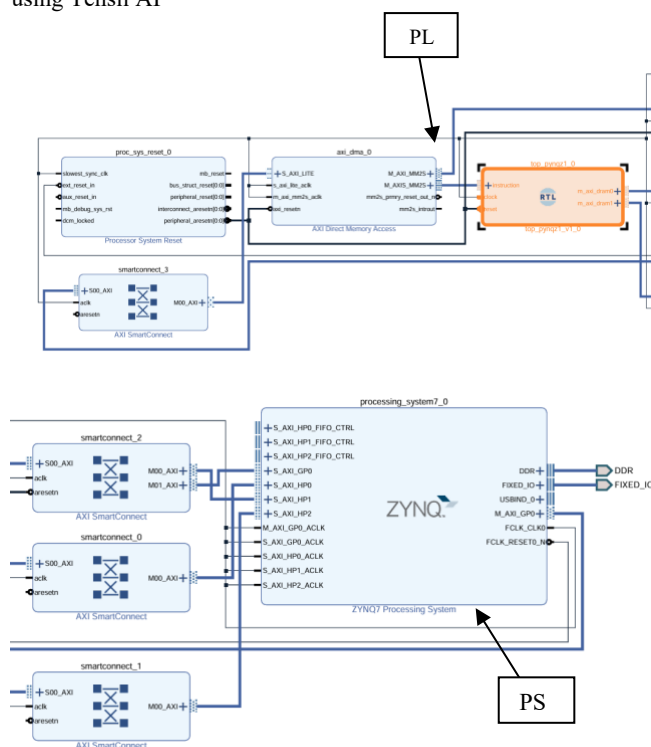 PL
proc_sys_reset_0
slowest_sync_clk
ext_reset_in
aux_reset_in
mb_debug_sys_rst
dcm_locked
mb_reset
bus_struct_reset[0:0]
peripheral_reset[0:0]
interconnect_aresetn[0:0]
peripheral_aresetn[0:0]
Processor System Reset
axi_dma_0
S_AXI_LITE
s_axi_lite_aclk
m_axi_mm2s_aclk
axi_resetn
M_AXI_MM2S
M_AXIS_MM2S
mm2s_prmry_reset_out_n
mm2s_introut
AXI Direct Memory Access
top_pynqz1_0
instruction
clock
reset
RTL
m_axi_dram0
m_axi_dram1
top_pynqz1_v1_0
smartconnect_3
S00_AXI
aclk
aresetn
M00_AXI
AXI SmartConnect
processing_system7_0
S_AXI_HP0_FIFO_CTRL
S_AXI_HP1_FIFO_CTRL
S_AXI_HP2_FIFO_CTRL
S_AXI_GP0
S_AXI_HP0
S_AXI_HP1
S_AXI_HP2
M_AXI_GP0_ACLK
S_AXI_GP0_ACLK
S_AXI_HP0_ACLK
S_AXI_HP1_ACLK
S_AXI_HP2_ACLK
ZYNQ
DDR
FIXED_IO
USBIND_0
M_AXI_GP0
FCLK_CLK0
FCLK_RESET0_N
DDR
FIXED_IO
ZYNQ7 Processing System
smartconnect_2
S00_AXI
aclk
aresetn
M00_AXI
M01_AXI
AXI SmartConnect
smartconnect_0
S00_AXI
aclk
aresetn
M00_AXI
AXI SmartConnect
smartconnect_1
S00_AXI
aclk
aresetn
M00_AXI
AXI SmartConnect
PS